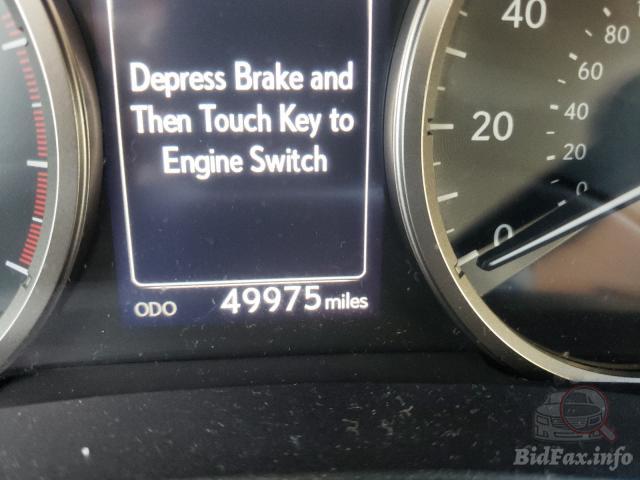 40
80
Depress Brake and
60
Then Touch Key to
40
20
Engine Switch
20
0
0
ODO 49975 miles
BidFax.info